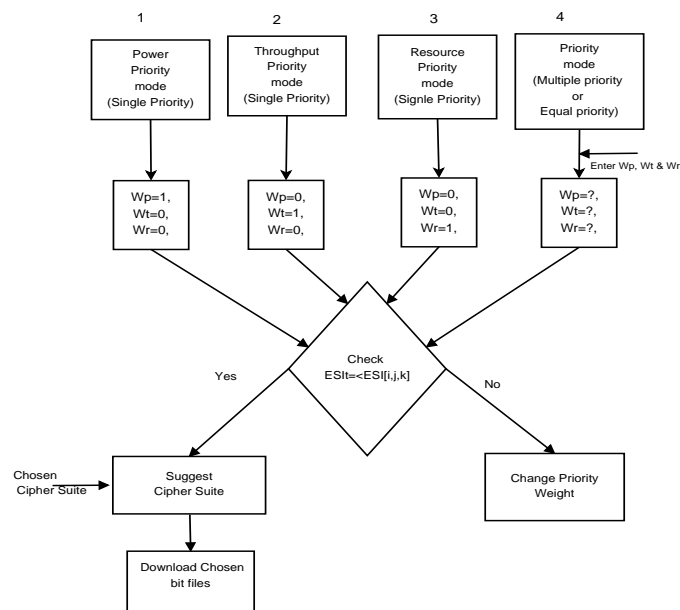 1
2
3
4
Power
Priority
mode
(Single Priority)
Throughput
Priority
mode
(Single Priority)
Resource
Priority
mode
(Signle Priority)
Priority
mode
(Multiple priority
or
Equal priority)
Enter Wp, Wt & Wr
Wp=1,
Wt=0,
Wr=0,
Wp=0,
Wt=1,
Wr=0,
Wp=0,
Wt=0,
Wr=1,
Wp=?,
Wt=?,
Wr=?,
Check
ESIt=<ESI[i,j,k]
Yes
No
Chosen
Cipher Suite
Suggest
Cipher Suite
Change Priority
Weight
Download Chosen
bit files